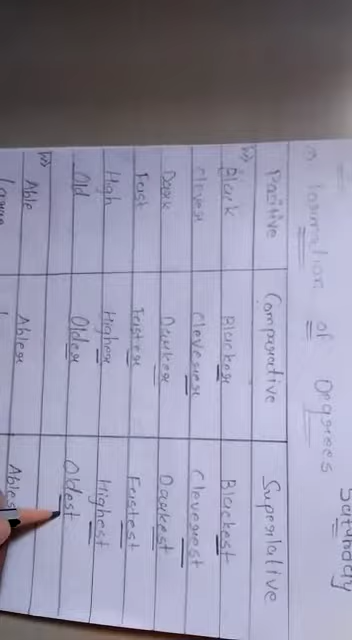 Saturday
Formation of Degrees
Positive Comparative Superlative
Black Blacker Blackest
Clever Cleverer Cleverest
Dark Darker Darkest
Fast Faster Fastest
High Higher Highest
Old Older Oldest
Able Abler Ables